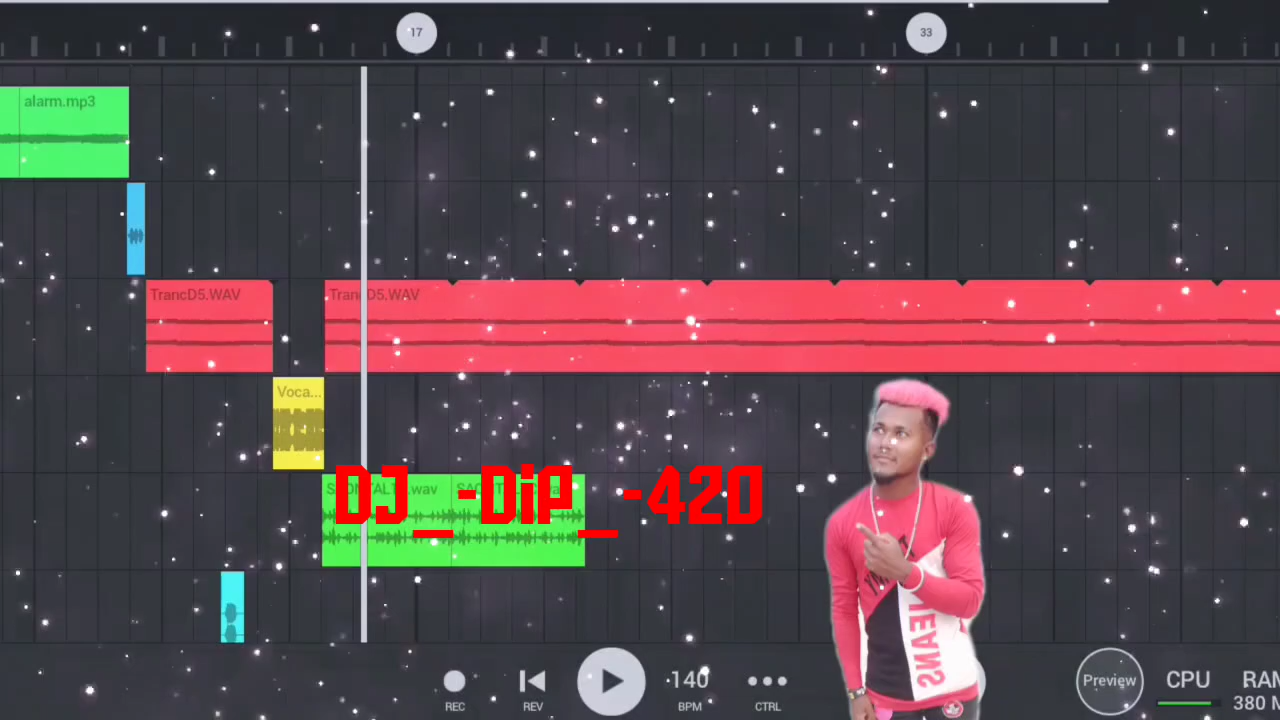 17 33
alarm.mp3
TrancD5.WAV TrancD5.WAV
Voca...
DJ_-DiP_-420
140 Preview CPU RAM
REC REV BPM CTRL 380 M